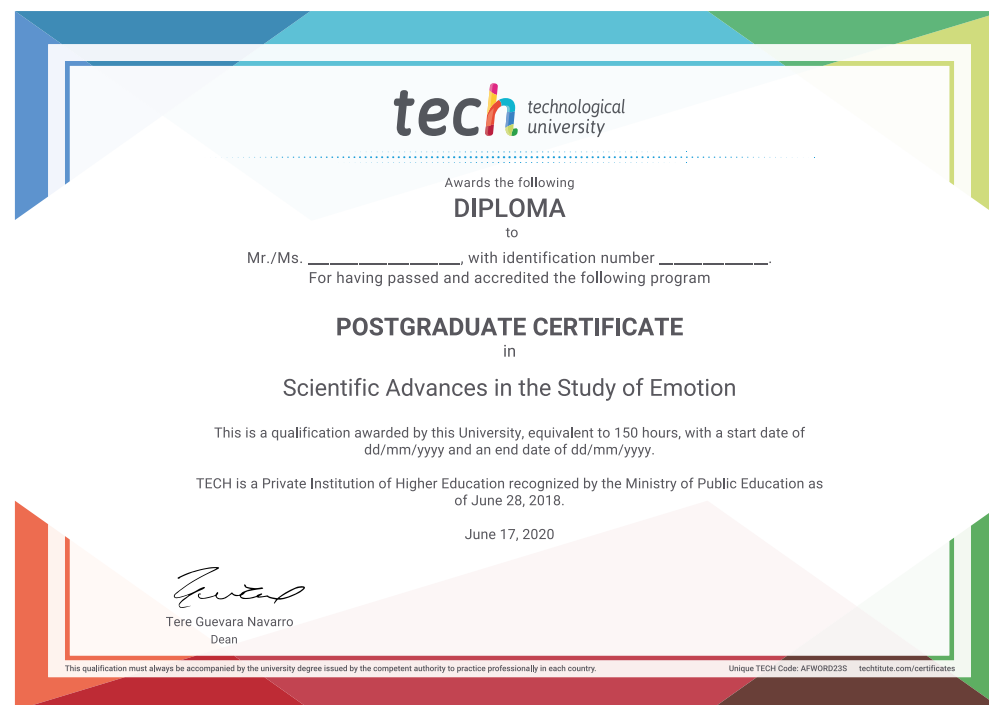 tech technological
university
Awards the following
DIPLOMA
to
Mr./Ms. ____________________, with identification number ______________.
For having passed and accredited the following program
POSTGRADUATE CERTIFICATE
in
Scientific Advances in the Study of Emotion
This is a qualification awarded by this University, equivalent to 150 hours, with a start date of
dd/mm/yyyy and an end date of dd/mm/yyyy.
TECH is a Private Institution of Higher Education recognized by the Ministry of Public Education as
of June 28, 2018.
June 17, 2020
Tere Guevara Navarro
Dean
This qualification must always be accompanied by the university degree issued by the competent authority to practice professionally in each country.
Unique TECH Code: AFWORD23S techtitute.com/certificates